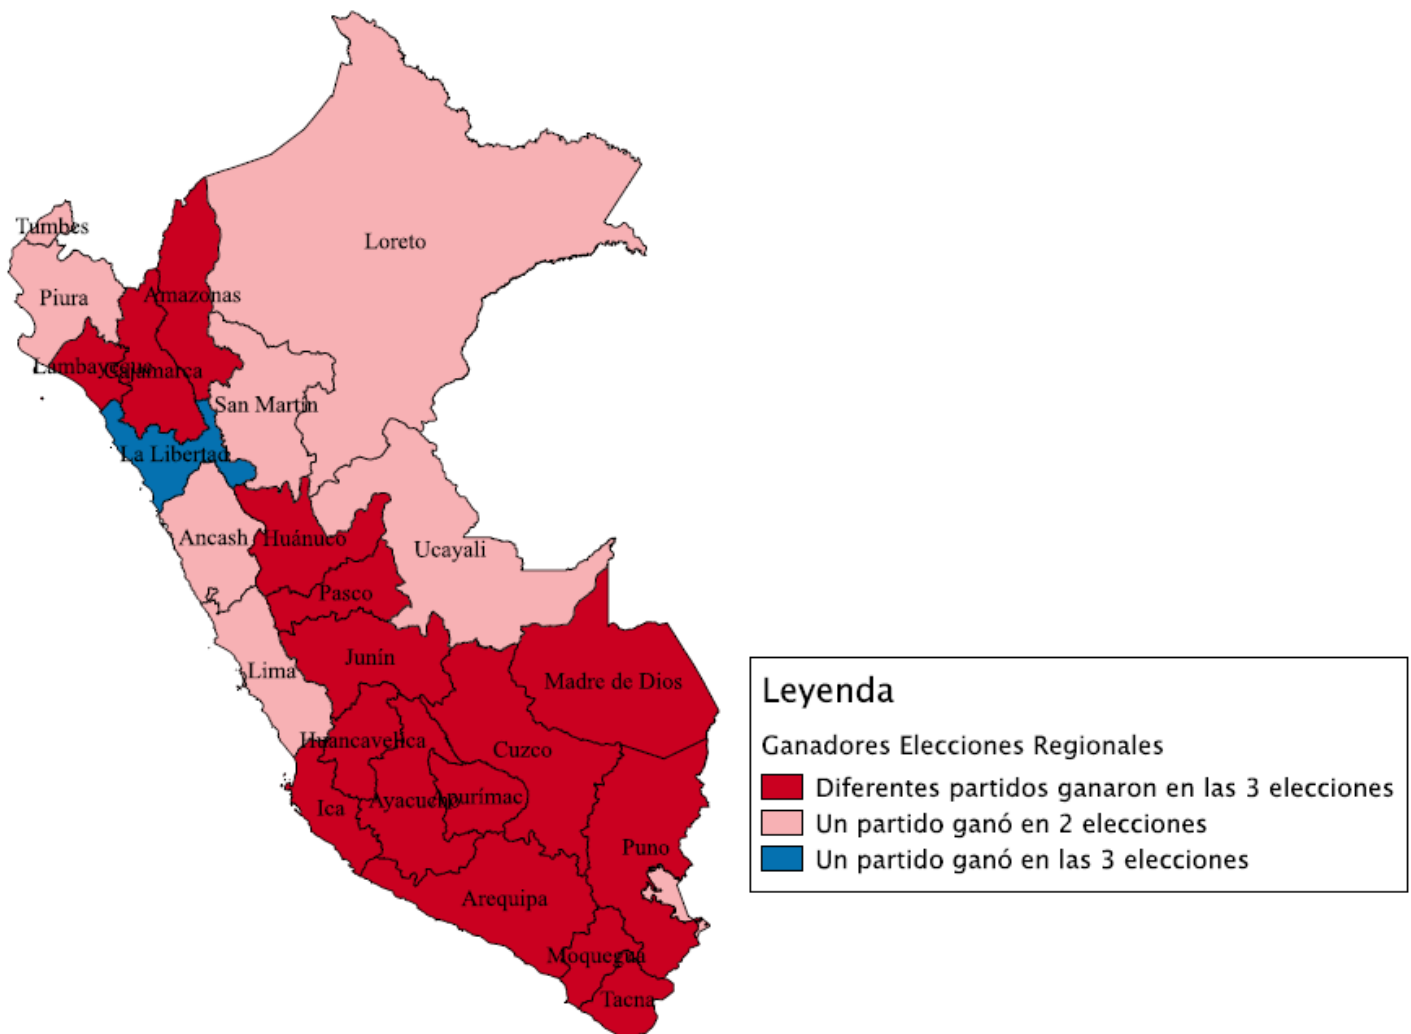 Tumbes
Loreto
Piura
Amazonas
Lambayeque
Cajamarca
San Martín
La Libertad
Ancash
Huánuco
Ucayali
Pasco
Junín
Lima
Madre de Dios
Huancavelica
Cuzco
Ica
Ayacucho
Apurímac
Puno
Arequipa
Moquegua
Tacna
Leyenda
Ganadores Elecciones Regionales
Diferentes partidos ganaron en las 3 elecciones
Un partido ganó en 2 elecciones
Un partido ganó en las 3 elecciones